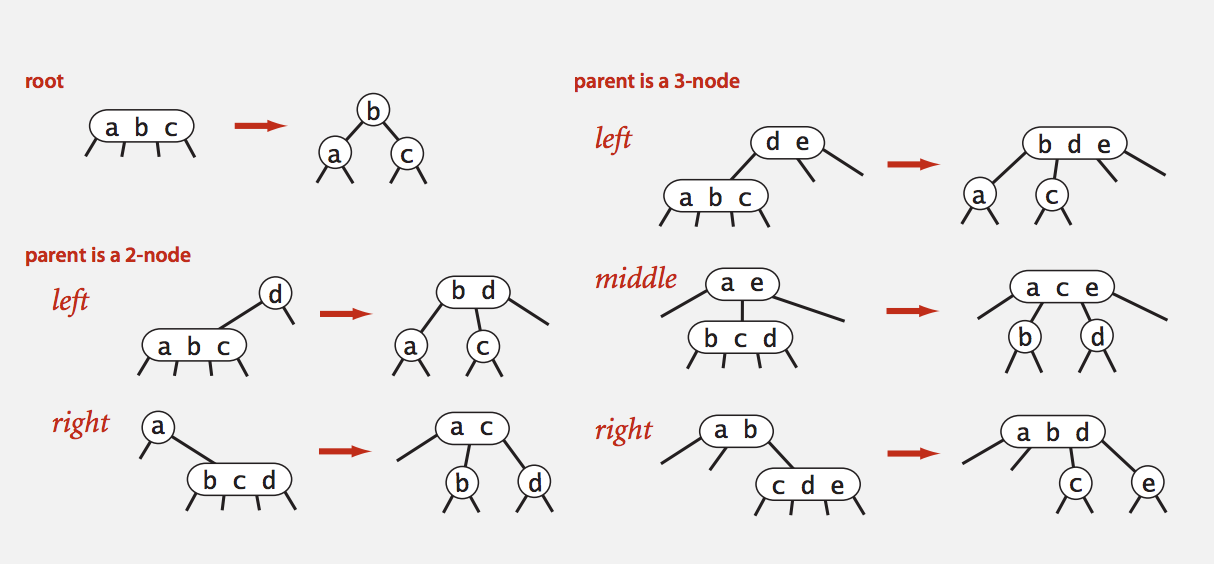 root
a b c
b
a
c
parent is a 2-node
left
d
a b c
b d
a
c
right
a
b c d
a c
b
d
parent is a 3-node
left
d e
a b c
b d e
a
c
middle
a e
b c d
a c e
b
d
right
a b
c d e
a b d
c
e